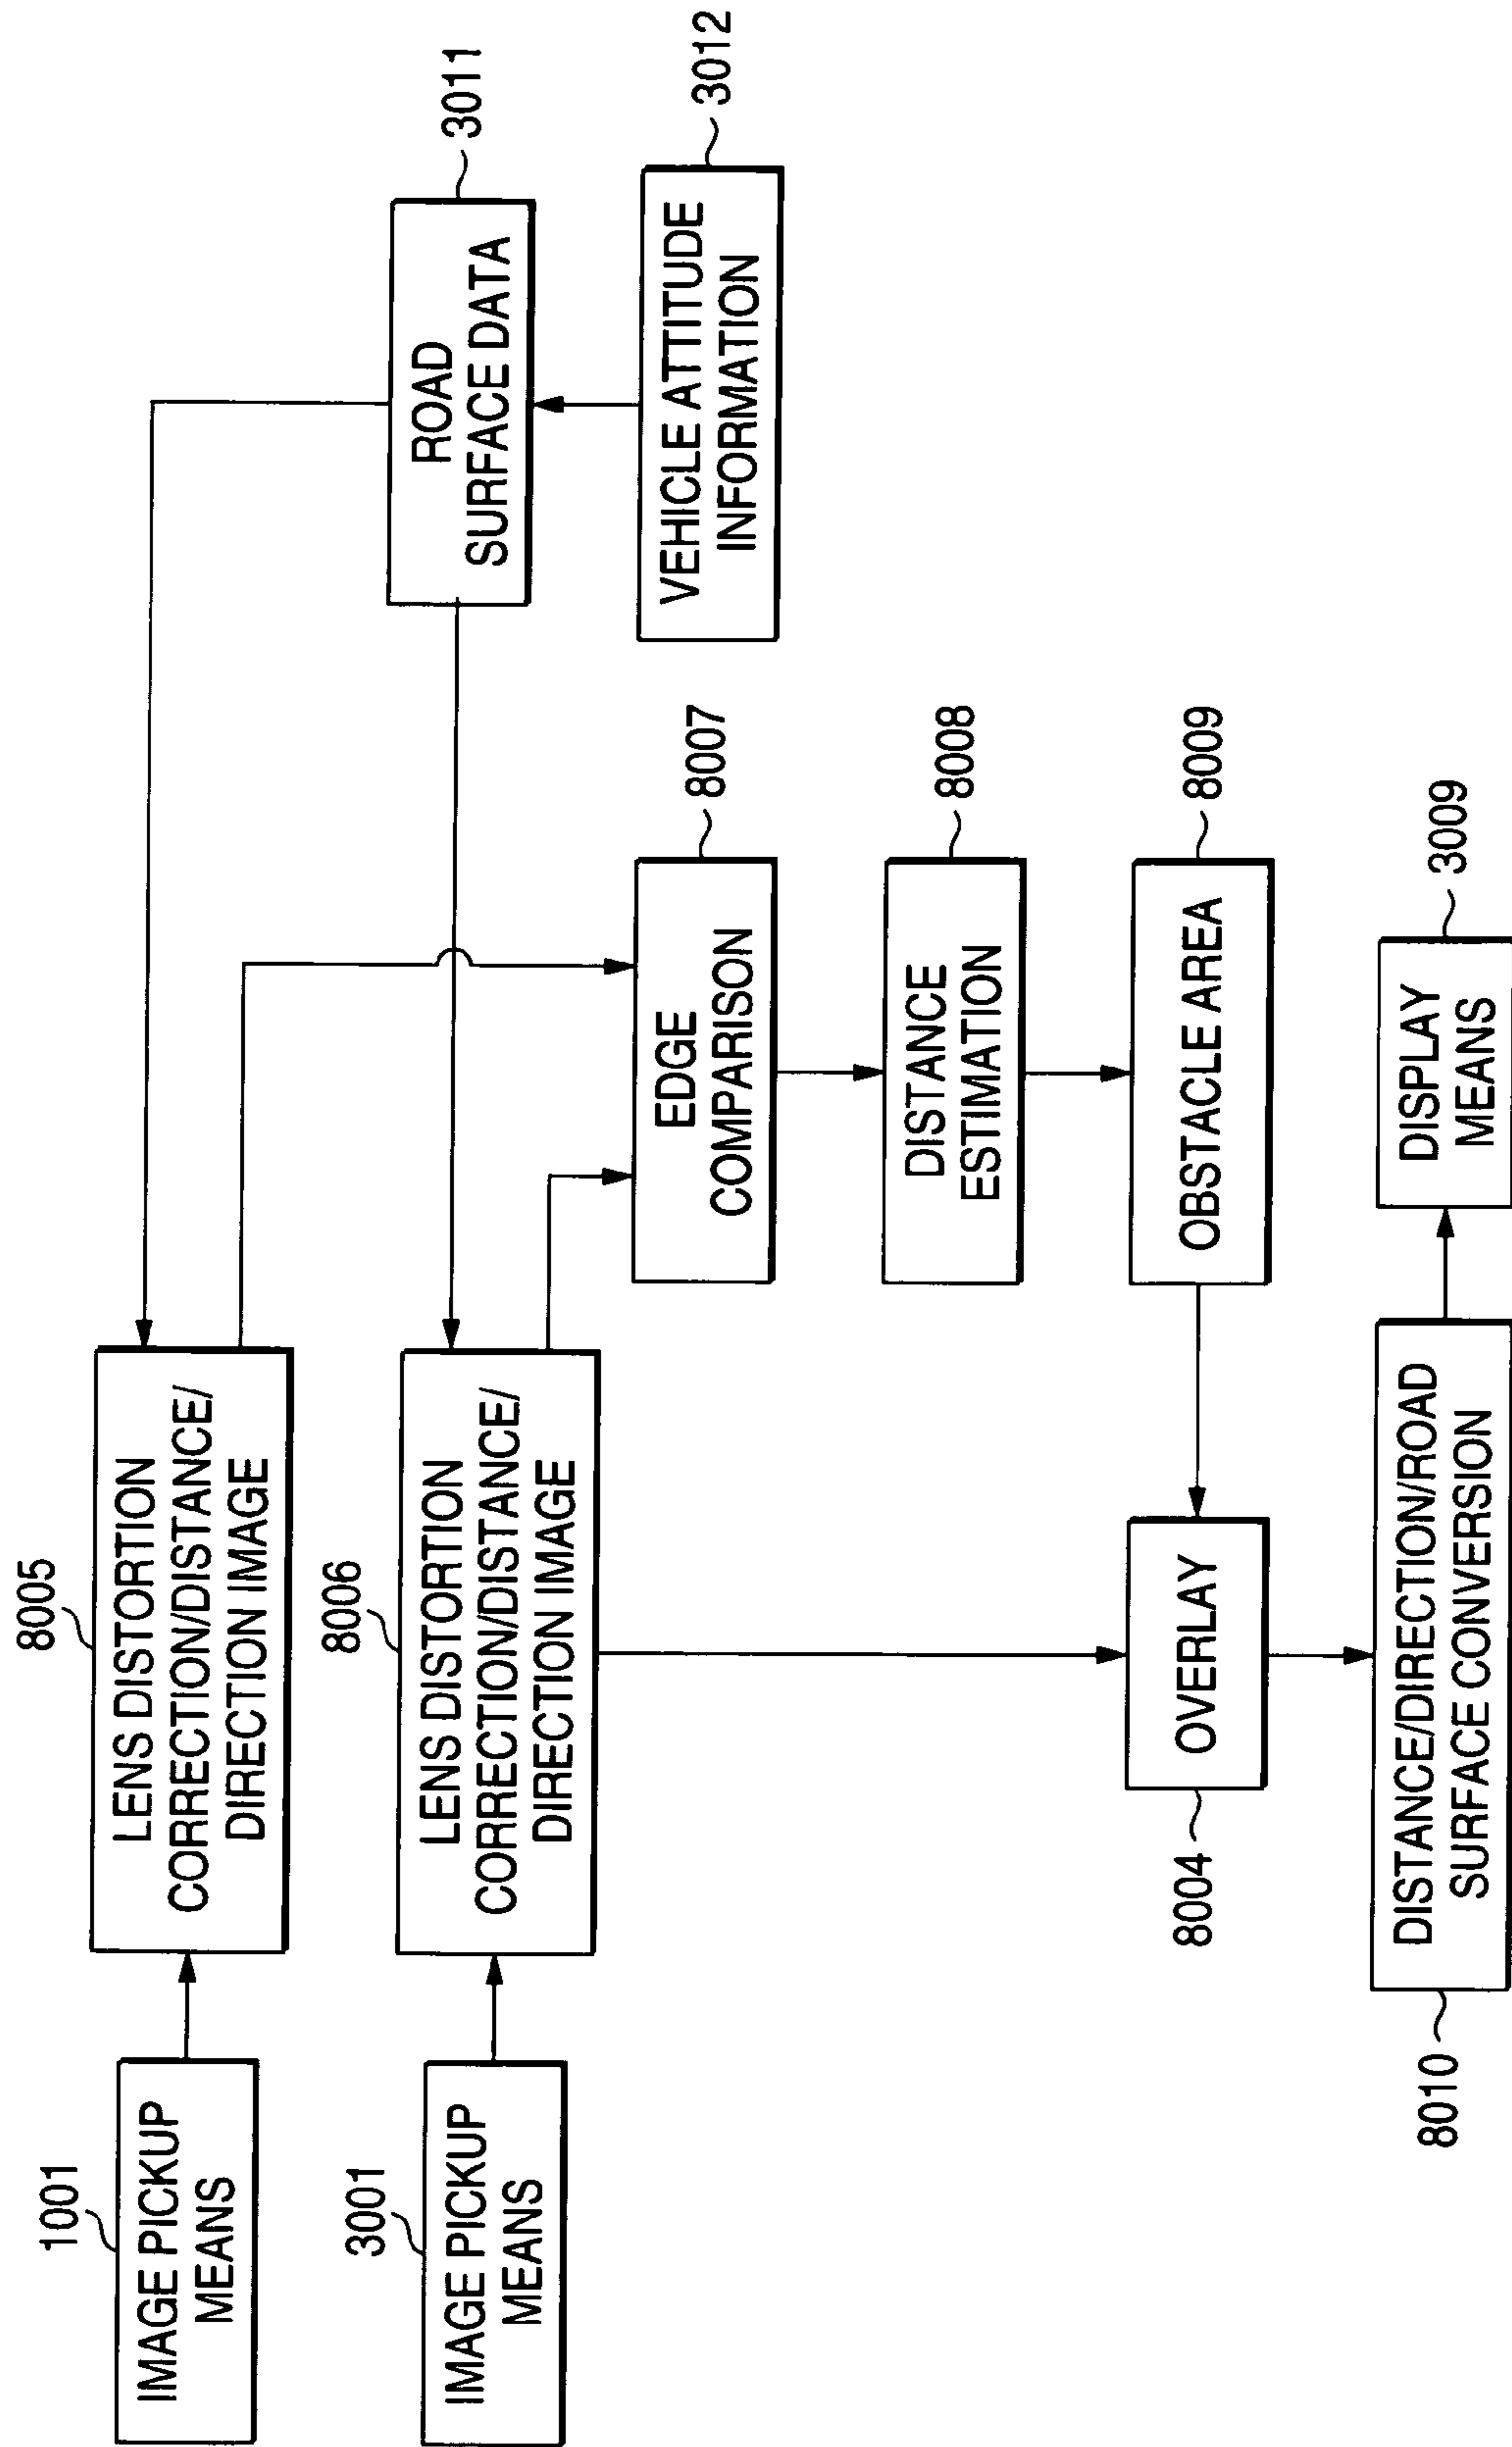 1001
IMAGE PICKUP
MEANS
8005
LENS DISTORTION
CORRECTION/DISTANCE/
DIRECTION IMAGE
3001
IMAGE PICKUP
MEANS
8006
LENS DISTORTION
CORRECTION/DISTANCE/
DIRECTION IMAGE
ROAD
SURFACE DATA
3011
VEHICLE ATTITUDE
INFORMATION
3012
EDGE
COMPARISON
8007
DISTANCE
ESTIMATION
8008
OBSTACLE AREA
8009
8004
OVERLAY
8010
DISTANCE/DIRECTION/ROAD
SURFACE CONVERSION
DISPLAY
MEANS
3009